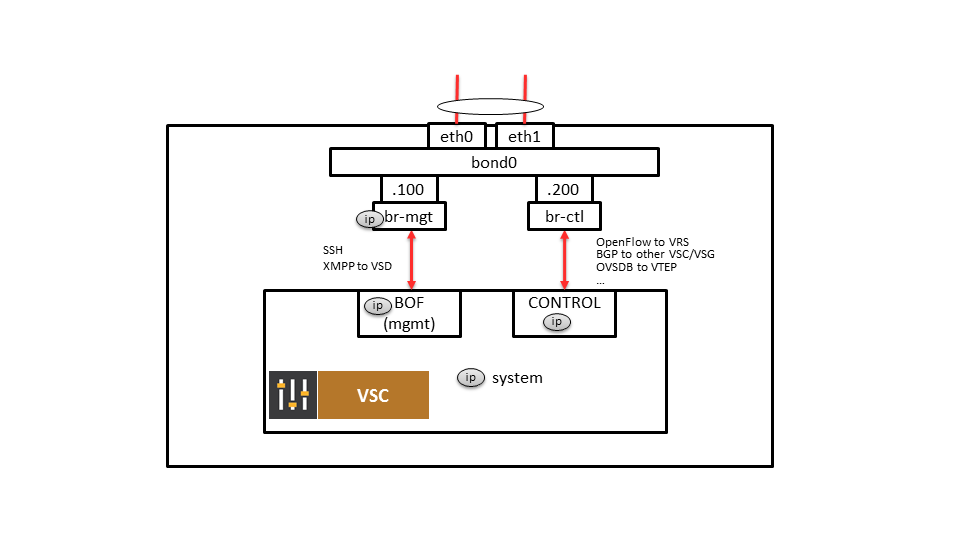 eth0
eth1
bond0
.100
.200
ip
br-mgt
br-ctl
SSH
XMPP to VSD
OpenFlow to VRS
BGP to other VSC/VSG
OVSDB to VTEP
...
ip
BOF
(mgmt)
CONTROL
ip
ip
system
VSC